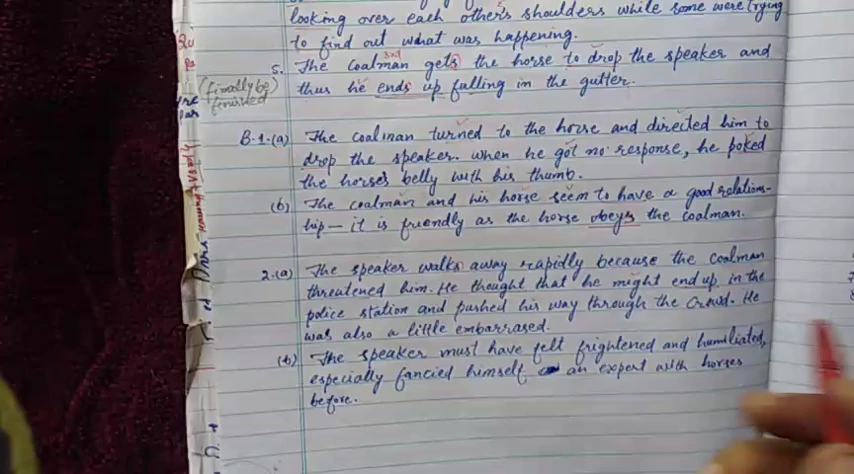 looking over each other's shoulders while some were trying
to find out what was happening.
5. The coalman gets the horse to drop the speaker and
thus he ends up falling in the gutter.
(finally be
finished
B.1.(a) The coalman turned to the horse and directed him to
drop the speaker. When he got no response, he poked
the horse's belly with his thumb.
(b) The coalman and his horse seem to have a good relations-
hip — it is friendly as the horse obeys the coalman.
2.(a) The speaker walks away rapidly because the coalman
threatened him. He thought that he might end up in the
police station and pushed his way through the crowd. He
was also a little embarrased.
(b) The speaker must have felt frightened and humiliated,
especially fancied himself an expert with horses
before.